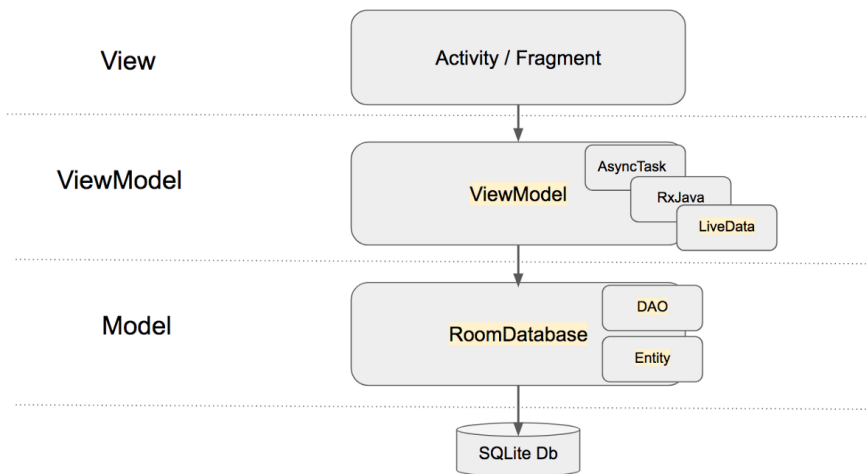 View
Activity / Fragment
ViewModel
ViewModel
AsyncTask
RxJava
LiveData
Model
RoomDatabase
DAO
Entity
SQLite Db